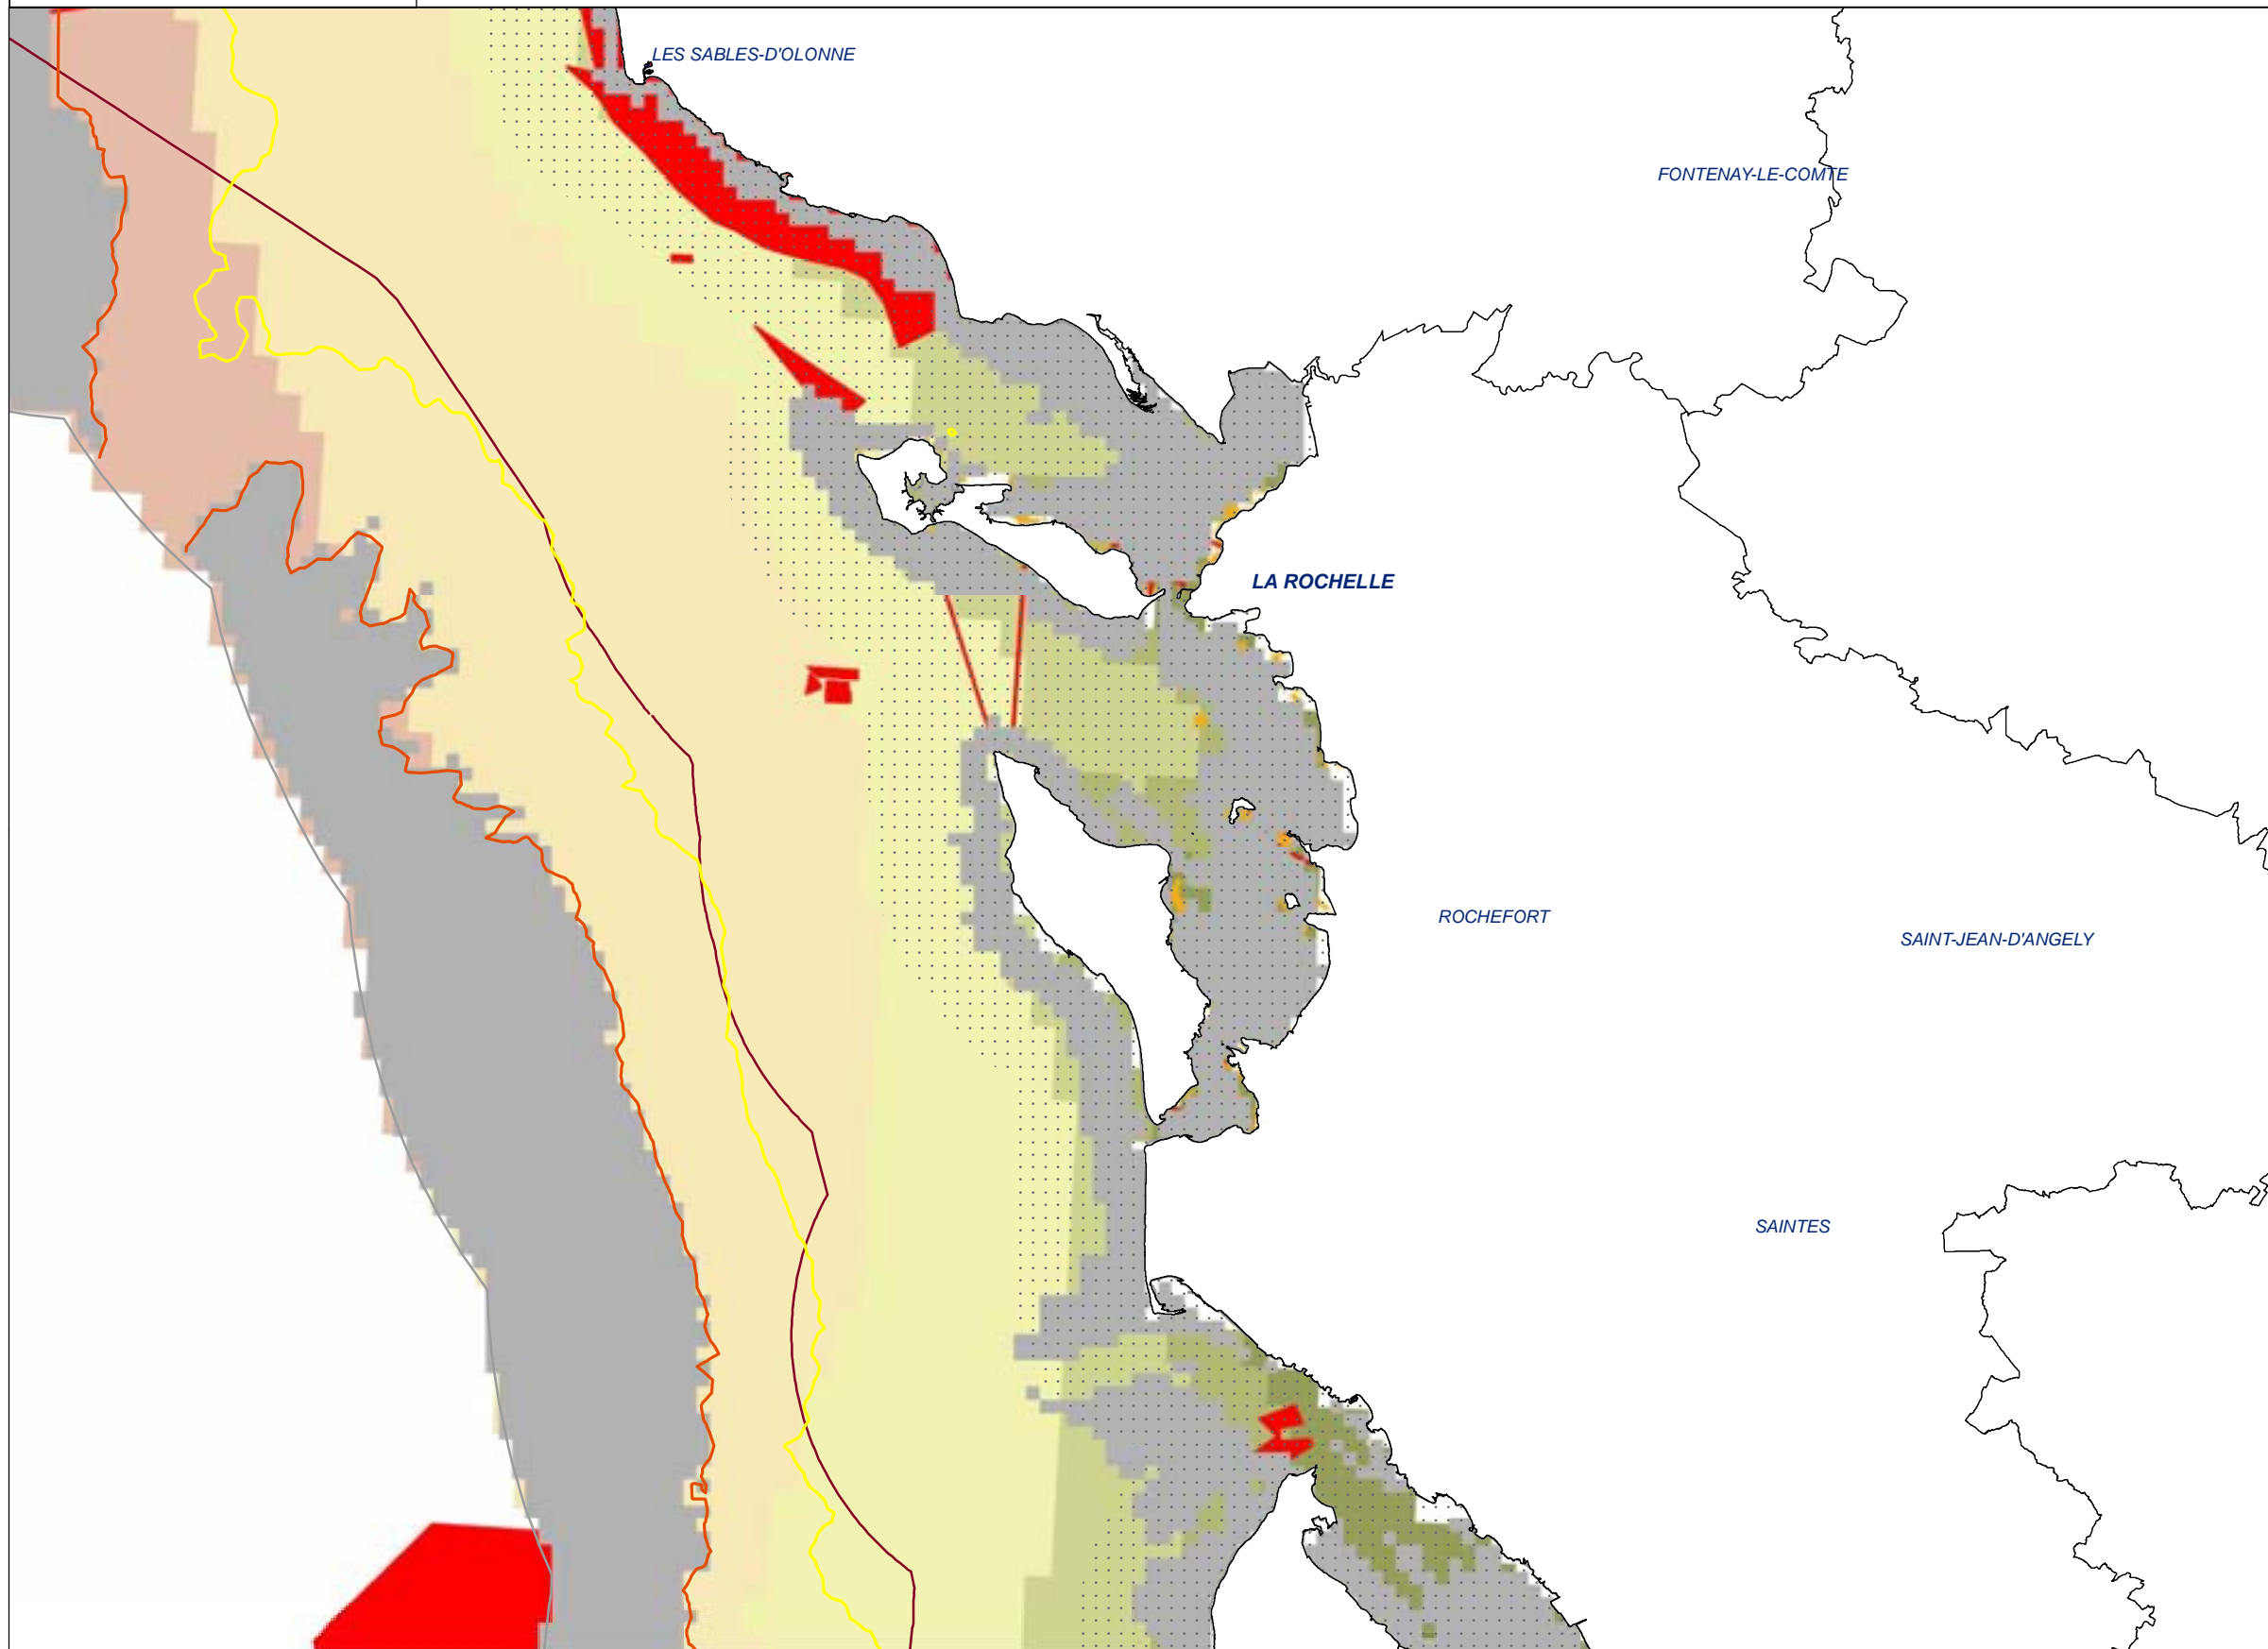 LES SABLES-D'OLONNE
FONTENAY-LE-COMTE
LA ROCHELLE
ROCHEFORT
SAINT-JEAN-D'ANGELY
SAINTES